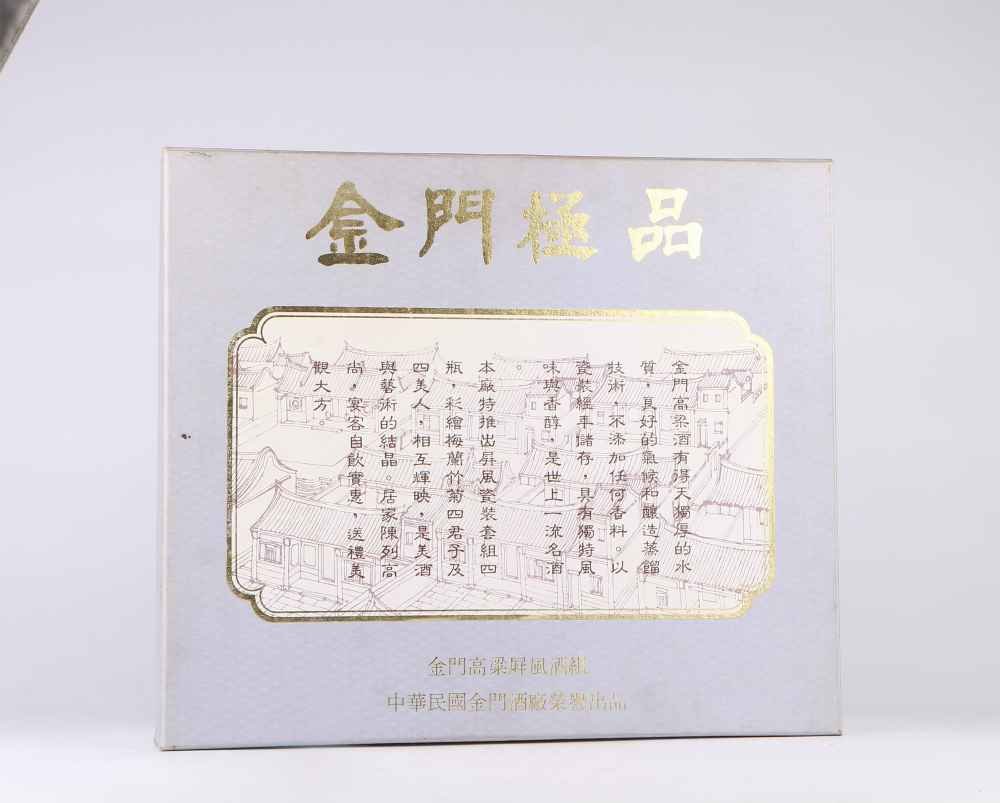 金門極品
金門高粱酒有得天獨厚的水
質，良好的氣候和釀造蒸餾
技術，不添加任何香料。以
瓷裝經年儲存，具有獨特風
味與香醇，是世上一流名酒
。
本廠特推出屏風瓷裝套組四
瓶，彩繪梅蘭竹菊四君子及
四美人，相互輝映，是美酒
與藝術的結晶。居家陳列高
尚。宴客自飲實惠，送禮美
觀大方。
金門高梁屏風酒組
中華民國金門酒廠榮譽出品